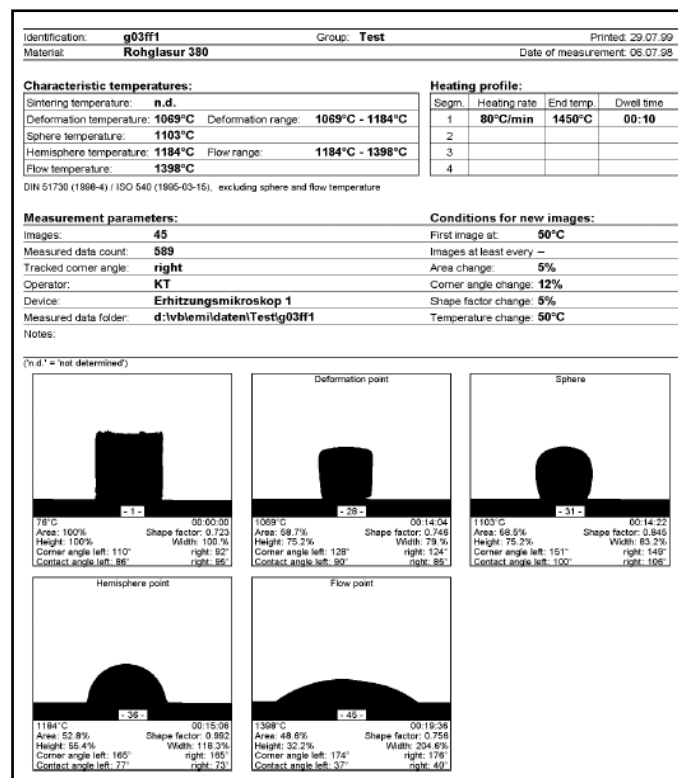 Identification: g03ff1 Group: Test Printed: 29.07.99
Material: Rohglasur 380 Date of measurement: 06.07.98
Characteristic temperatures: Heating profile:
Sintering temperature: n.d. Segm. Heating rate End temp. Dwell time
Deformation temperature: 1069°C Deformation range: 1069°C - 1184°C 1 80°C/min 1450°C 00:10
Sphere temperature: 1103°C 2
Hemisphere temperature: 1184°C Flow range: 1184°C - 1398°C 3
Flow temperature: 1398°C 4
DIN 51730 (1998-4) / ISO 540 (1995-03-15), excluding sphere and flow temperature
Measurement parameters: Conditions for new images:
Images: 45 First image at: 50°C
Measured data count: 589 Images at least every --
Tracked corner angle: right Area change: 5%
Operator: KT Corner angle change: 12%
Device: Erhitzungsmikroskop 1 Shape factor change: 5%
Measured data folder: d:\vb\emi\daten\Test\g03ff1 Temperature change: 50°C
Notes:
('n.d.' = 'not determined')
Deformation point Sphere
- 1 - - 28 - - 31 -
76°C 00:00:00 1069°C 00:14:04 1103°C 00:14:22
Area: 100% Shape factor: 0.723 Area: 58.7% Shape factor: 0.746 Area: 58.5% Shape factor: 0.845
Height: 100% Width: 100.% Height: 75.2% Width: 79.% Height: 75.2% Width: 83.2%
Corner angle left: 110° right: 92° Corner angle left: 128° right: 124° Corner angle left: 151° right: 149°
Contact angle left: 86° right: 95° Contact angle left: 90° right: 85° Contact angle left: 100° right: 106°
Hemisphere point Flow point
- 36 - - 45 -
1184°C 00:15:06 1398°C 00:19:36
Area: 52.8% Shape factor: 0.992 Area: 48.6% Shape factor: 0.756
Height: 55.4% Width: 118.3% Height: 32.2% Width: 204.6%
Corner angle left: 165° right: 165° Corner angle left: 174° right: 176°
Contact angle left: 77° right: 73° Contact angle left: 37° right: 40°